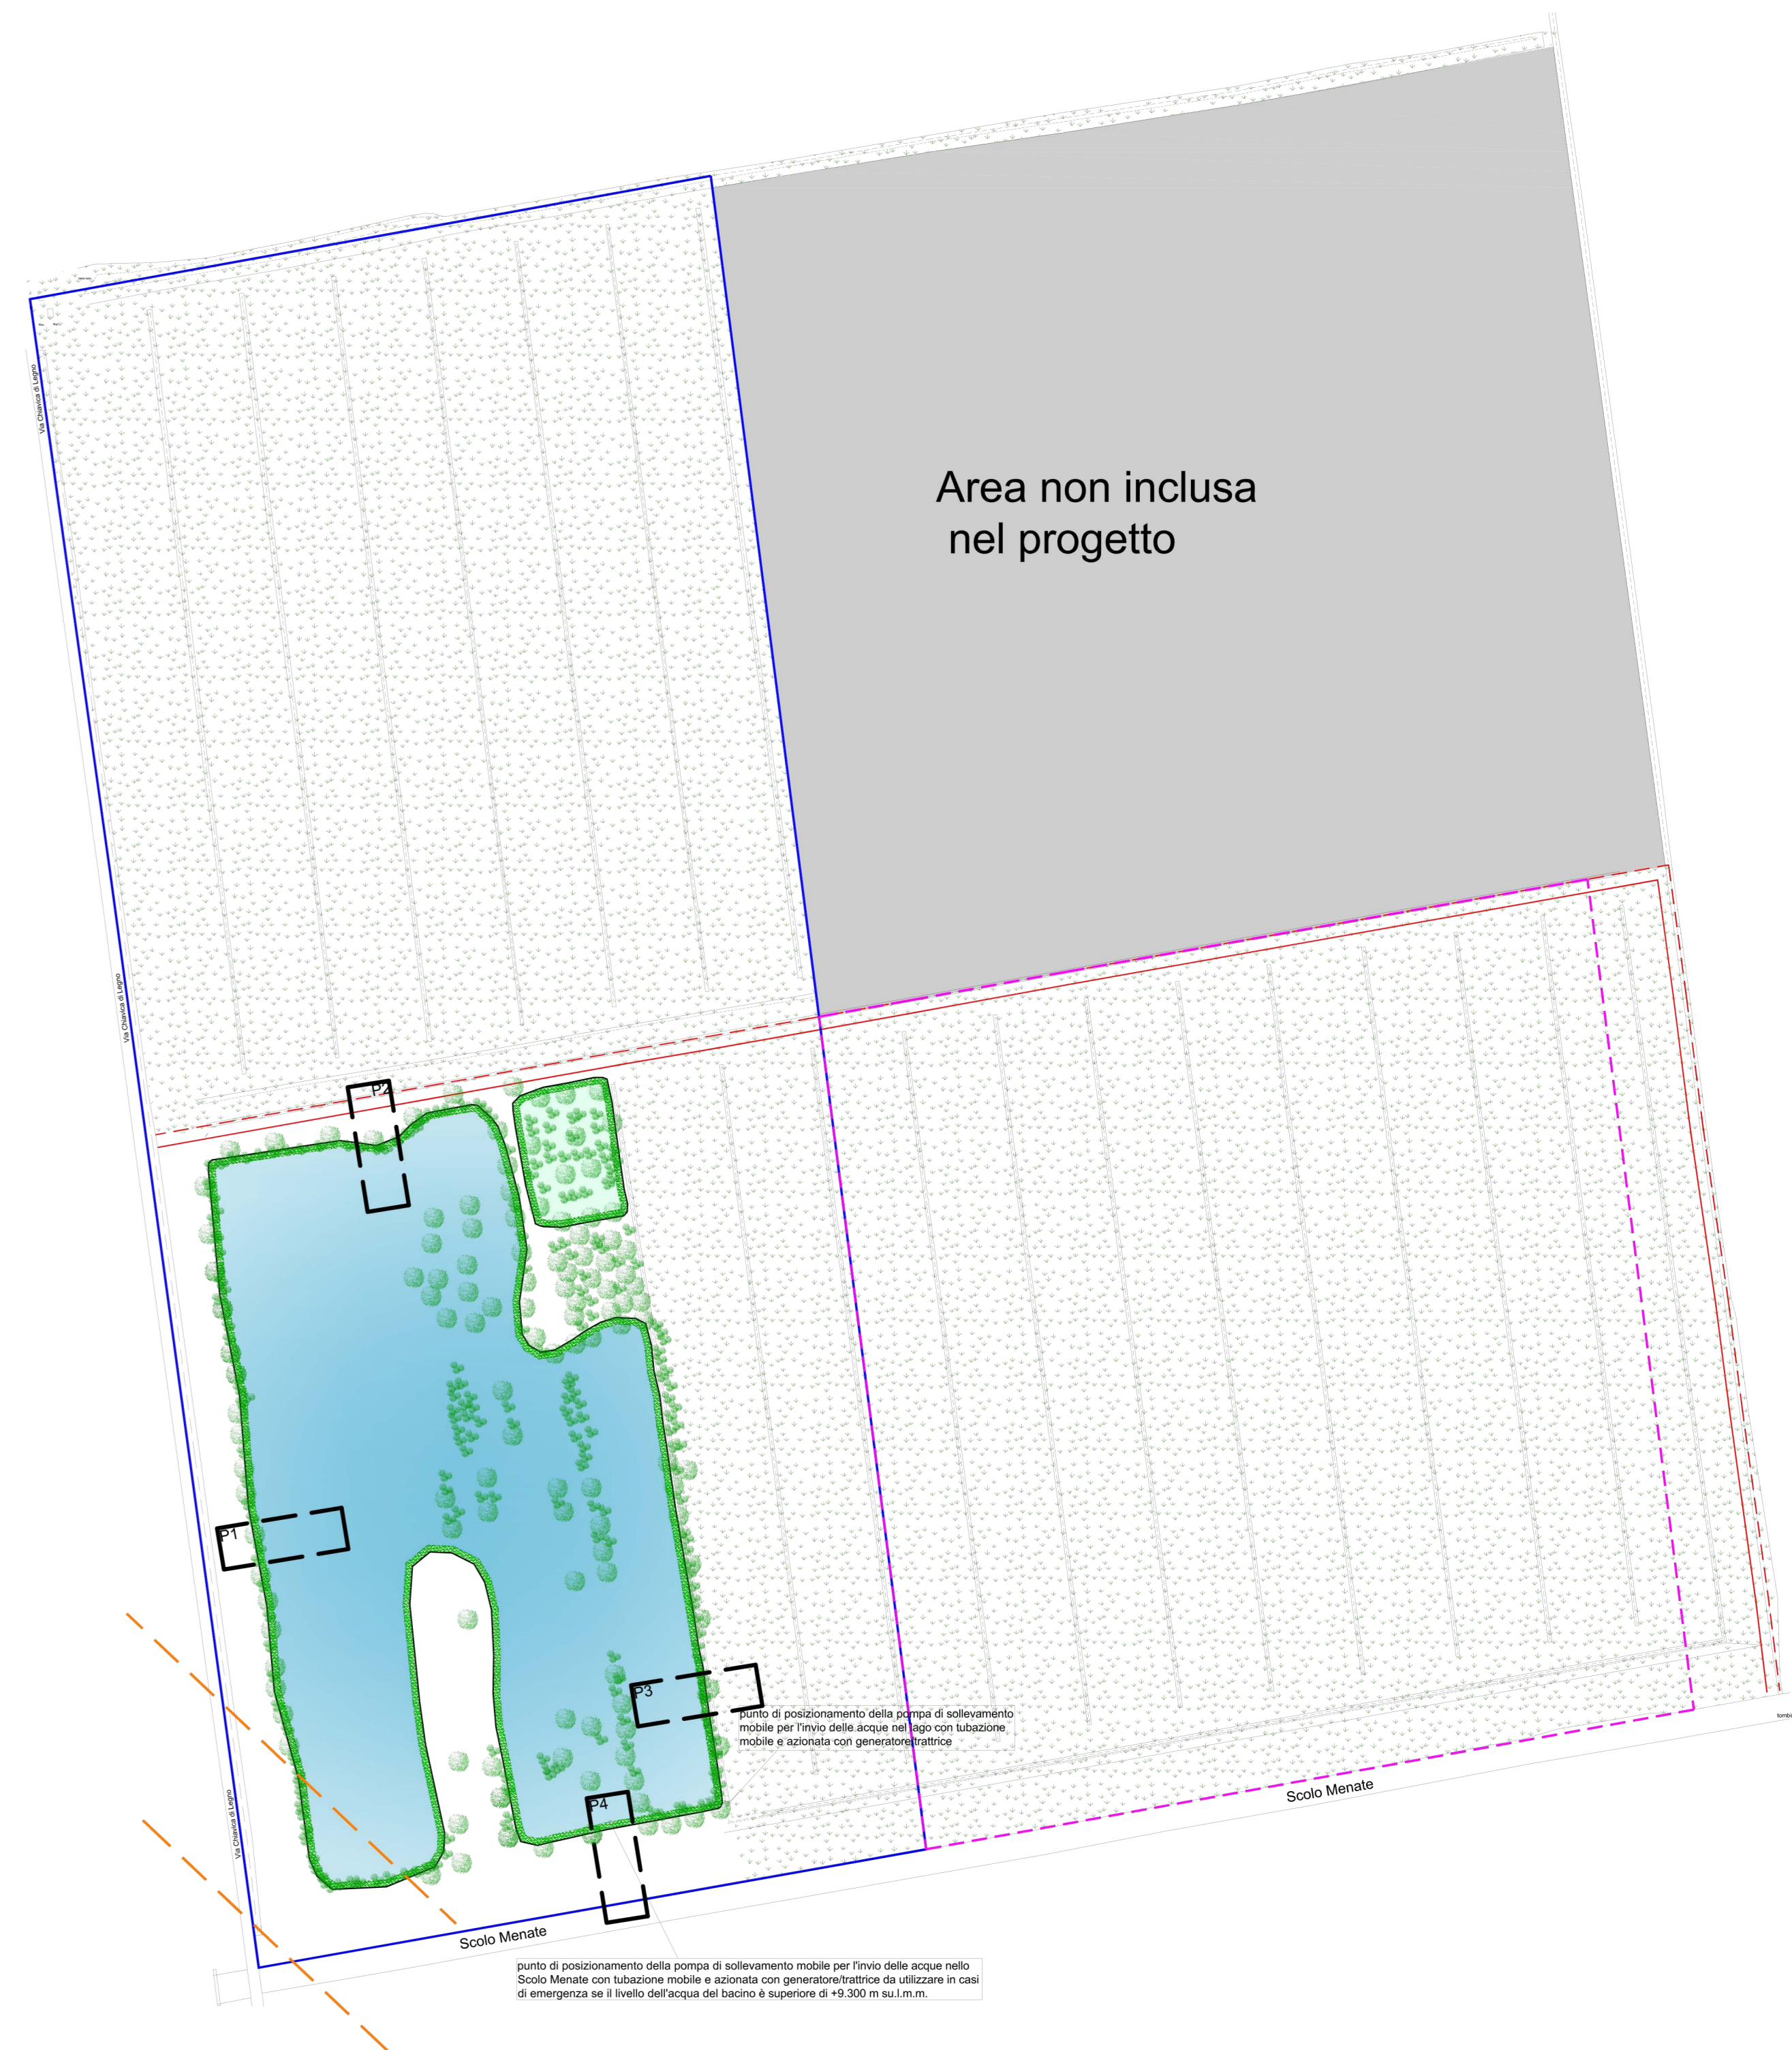 Via Chiavica di Legno
Area non inclusa
nel progetto
Via Chiavica di Legno
P2
P1
P3
punto di posizionamento della pompa di sollevamento
mobile per l'invio delle acque nel lago con tubazione
mobile e azionata con generatore/trattrice
tombi
Scolo Menate
P4
Via Chiavica di Legno
Scolo Menate
punto di posizionamento della pompa di sollevamento mobile per l'invio delle acque nello
Scolo Menate con tubazione mobile e azionata con generatore/trattrice da utilizzare in casi
di emergenza se il livello dell'acqua del bacino è superiore di +9.300 m su.l.m.m.